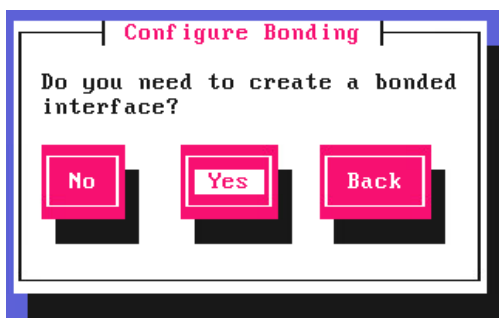 Configure Bonding
Do you need to create a bonded
interface?
No Yes Back